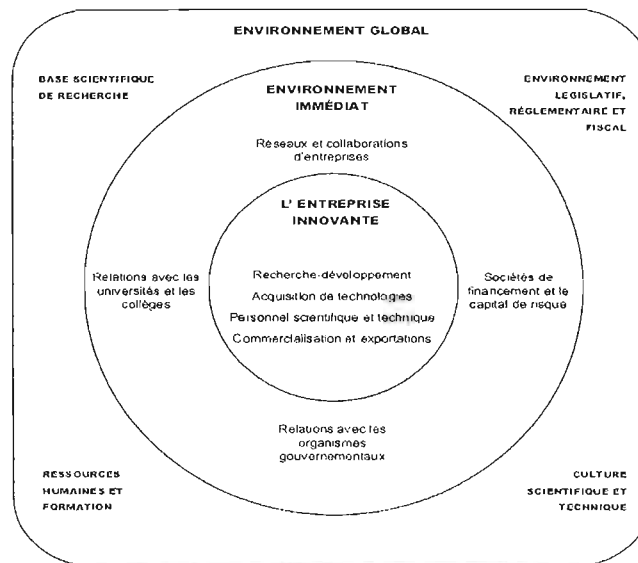 ENVIRONNEMENT GLOBAL
BASE SCIENTIFIQUE
DE RECHERCHE
ENVIRONNEMENT
LÉGISLATIF,
RÉGLEMENTAIRE ET
FISCAL
ENVIRONNEMENT
IMMÉDIAT
Réseaux et collaborations
d'entreprises
L' ENTREPRISE
INNOVANTE
Recherche-développement
Acquisition de technologies
Personnel scientifique et technique
Commercialisation et exportations
Relations avec les
universités et les
collèges
Sociétés de
financement et le
capital de risque
Relations avec les
organismes
gouvernementaux
RESSOURCES
HUMAINES ET
FORMATION
CULTURE
SCIENTIFIQUE ET
TECHNIQUE